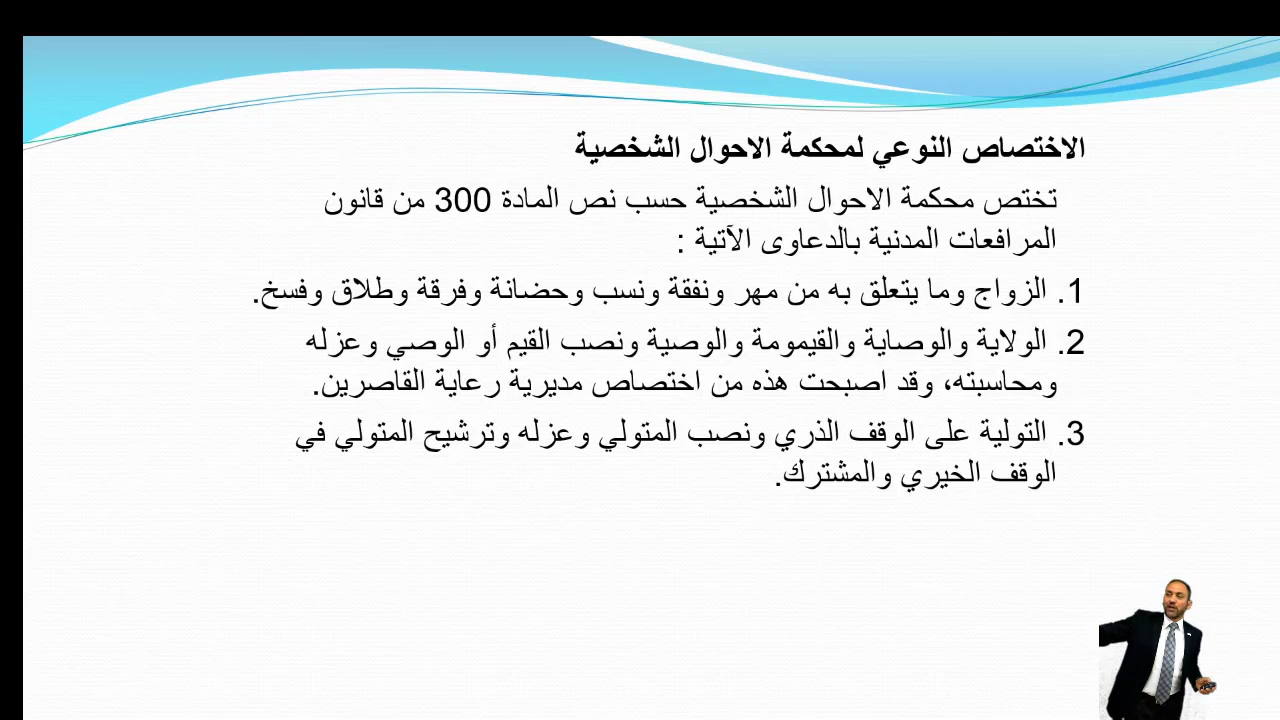 الاختصاص النوعي لمحكمة الاحوال الشخصية
تختص محكمة الاحوال الشخصية حسب نص المادة 300 من قانون
المرافعات المدنية بالدعاوى الآتية :
1. الزواج وما يتعلق به من مهر ونفقة ونسب وحضانة وفرقة وطلاق وفسخ.
2. الولاية والوصاية والقيمومة والوصية ونصب القيم أو الوصي وعزله
ومحاسبته، وقد اصبحت هذه من اختصاص مديرية رعاية القاصرين.
3. التولية على الوقف الذري ونصب المتولي وعزله وترشيح المتولي في
الوقف الخيري والمشترك.